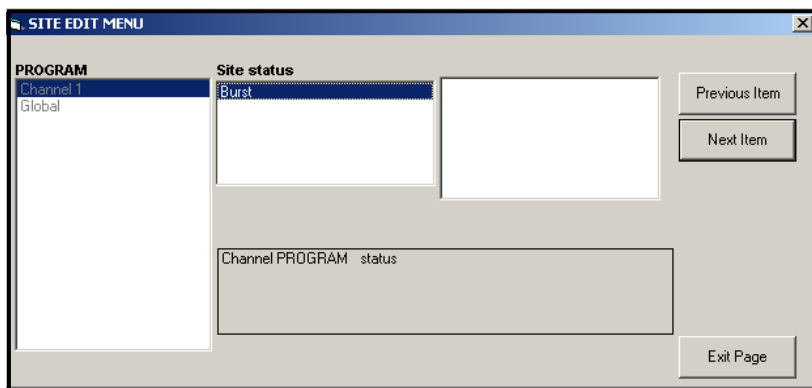 SITE EDIT MENU
PROGRAM
Channel 1
Global
Site status
Burst
Channel PROGRAM status
Previous Item
Next Item
Exit Page